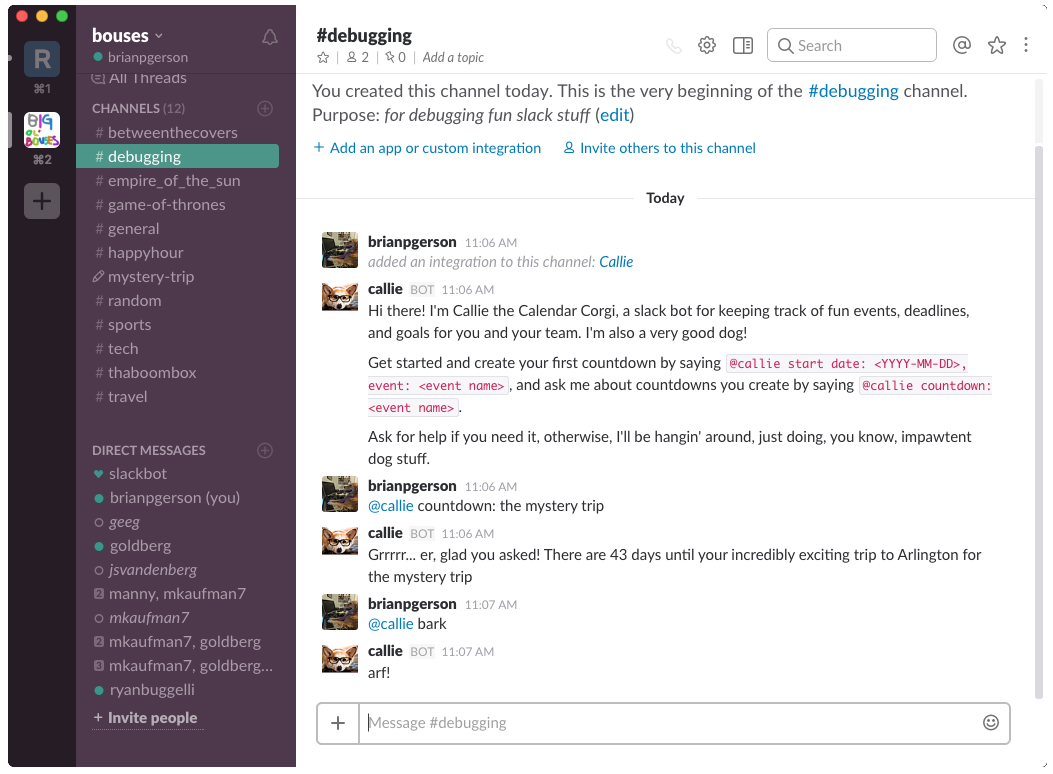 R
⌘1
BIG
OL'
BOUSES
⌘2
bouses
brianpgerson
All Threads
CHANNELS (12)
# betweenthecovers
# debugging
# empire_of_the_sun
# game-of-thrones
# general
# happyhour
mystery-trip
# random
# sports
# tech
# thaboombox
# travel
DIRECT MESSAGES
slackbot
brianpgerson (you)
geeg
goldberg
jsvandenberg
2 manny, mkaufman7
mkaufman7
2 mkaufman7, goldberg
3 mkaufman7, goldberg...
ryanbuggelli
+ Invite people
#debugging
2 | 0 | Add a topic
Search
You created this channel today. This is the very beginning of the #debugging channel.
Purpose: for debugging fun slack stuff (edit)
+ Add an app or custom integration Invite others to this channel
Today
brianpgerson 11:06 AM
added an integration to this channel: Callie
callie BOT 11:06 AM
Hi there! I'm Callie the Calendar Corgi, a slack bot for keeping track of fun events, deadlines,
and goals for you and your team. I'm also a very good dog!
Get started and create your first countdown by saying @callie start date: <YYYY-MM-DD>,
event: <event name>, and ask me about countdowns you create by saying @callie countdown:
<event name>.
Ask for help if you need it, otherwise, I'll be hangin' around, just doing, you know, impawtent
dog stuff.
brianpgerson 11:06 AM
@callie countdown: the mystery trip
callie BOT 11:06 AM
Grrrrr... er, glad you asked! There are 43 days until your incredibly exciting trip to Arlington for
the mystery trip
brianpgerson 11:07 AM
@callie bark
callie BOT 11:07 AM
arf!
+ Message #debugging